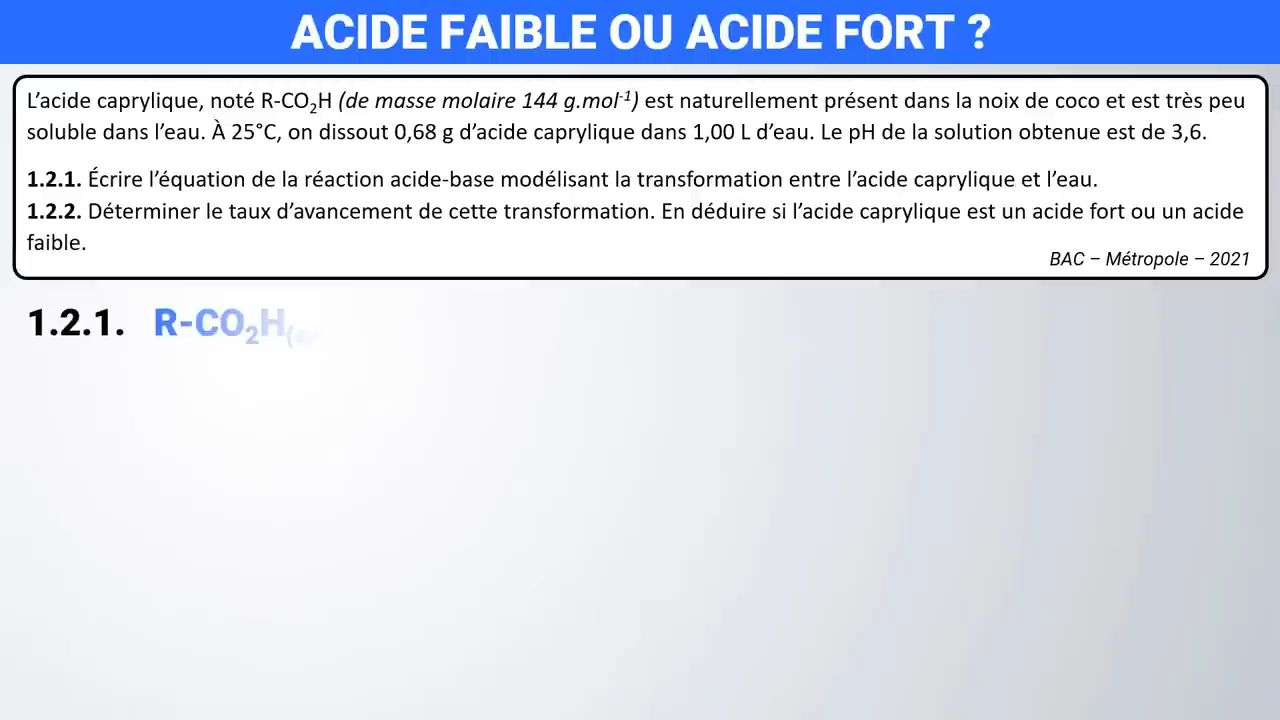 ACIDE FAIBLE OU ACIDE FORT ?
L’acide caprylique, noté R-CO₂H (de masse molaire 144 g.mol⁻¹) est naturellement présent dans la noix de coco et est très peu
soluble dans l’eau. À 25°C, on dissout 0,68 g d’acide caprylique dans 1,00 L d’eau. Le pH de la solution obtenue est de 3,6.
1.2.1. Écrire l’équation de la réaction acide-base modélisant la transformation entre l’acide caprylique et l’eau.
1.2.2. Déterminer le taux d’avancement de cette transformation. En déduire si l’acide caprylique est un acide fort ou un acide
faible.
BAC – Métropole – 2021
1.2.1. R-CO₂H